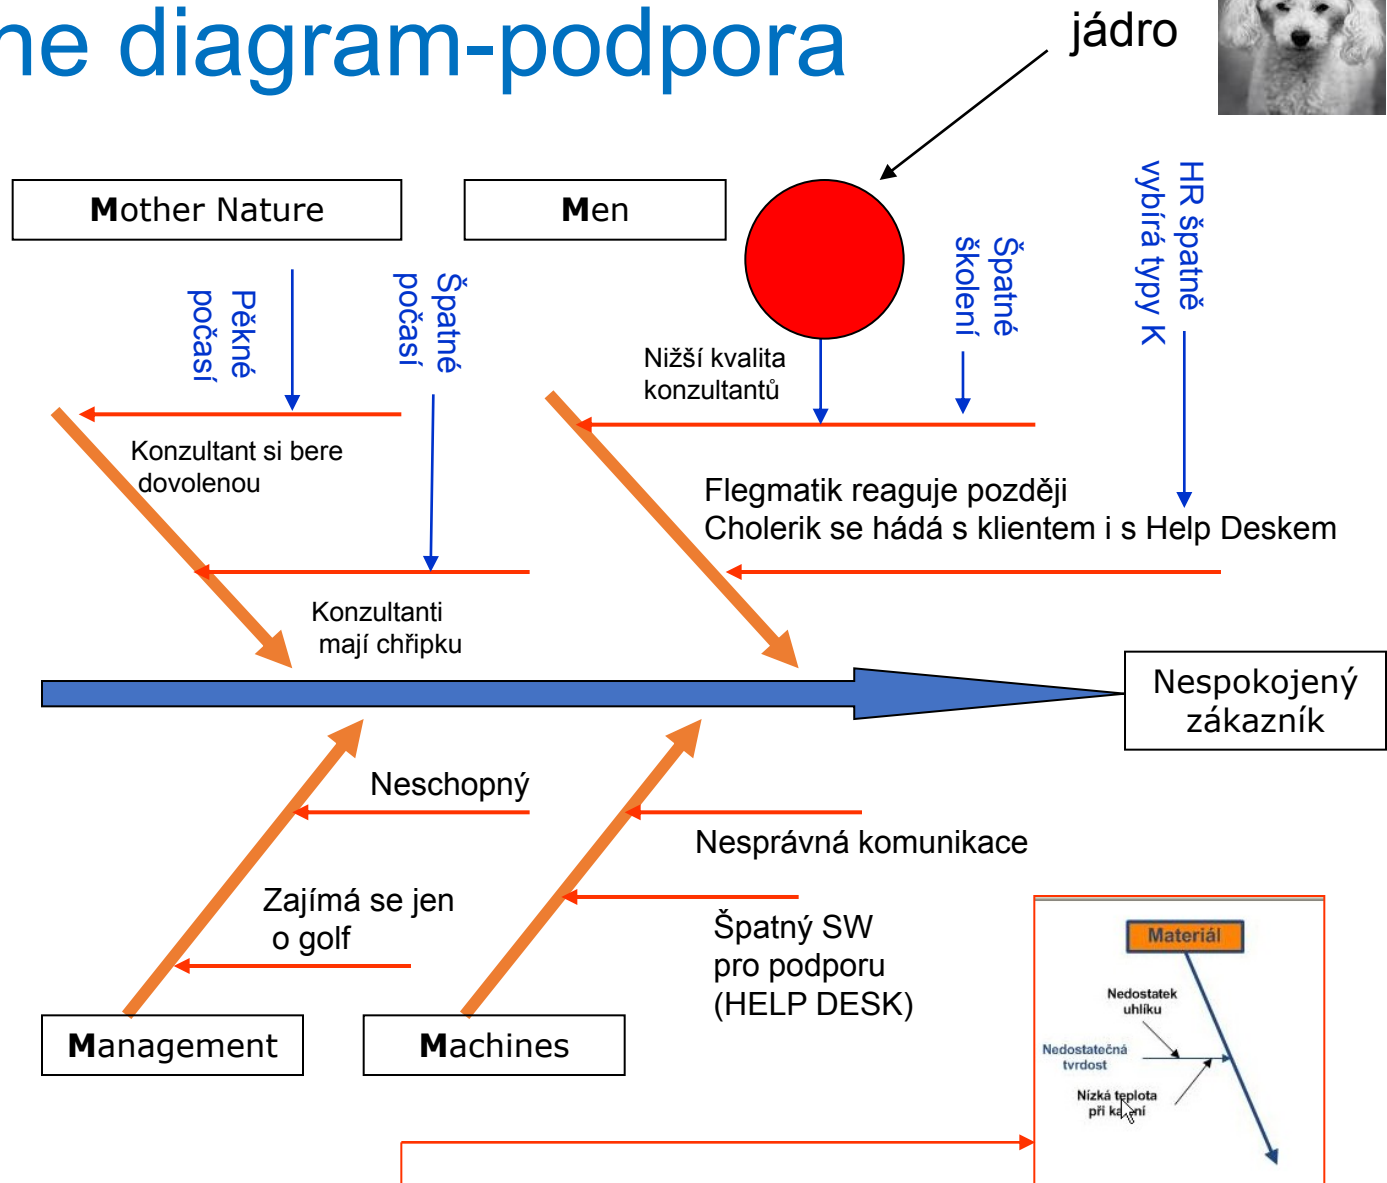 ne diagram-podpora
jádro
Mother Nature
Men
Pěkné
počasí
Špatné
počasí
Špatné
školení
HR špatně
vybírá typy K
Nižší kvalita
konzultantů
Konzultant si bere
dovolenou
Flegmatik reaguje později
Cholerik se hádá s klientem i s Help Deskem
Konzultanti
mají chřipku
Nespokojený
zákazník
Neschopný
Nesprávná komunikace
Zajímá se jen
o golf
Špatný SW
pro podporu
(HELP DESK)
Management
Machines
Materiál
Nedostatek
uhlíku
Nedostatečná
tvrdost
Nízká teplota
při kalení